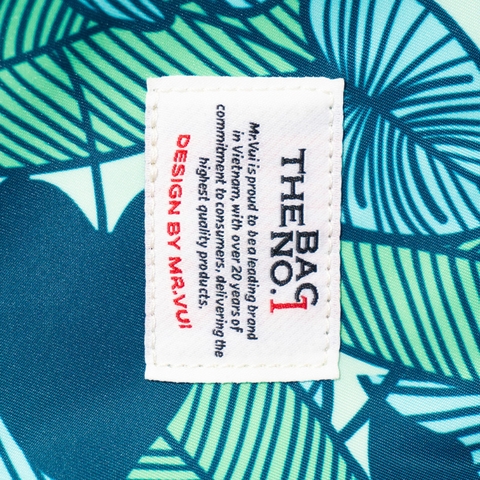 THE BAG
NO.1
Mr.Vui is proud to be a leading brand
in Vietnam, with over 20 years of
commitment to consumers, delivering the
highest quality products.
DESIGN BY MR.VUI